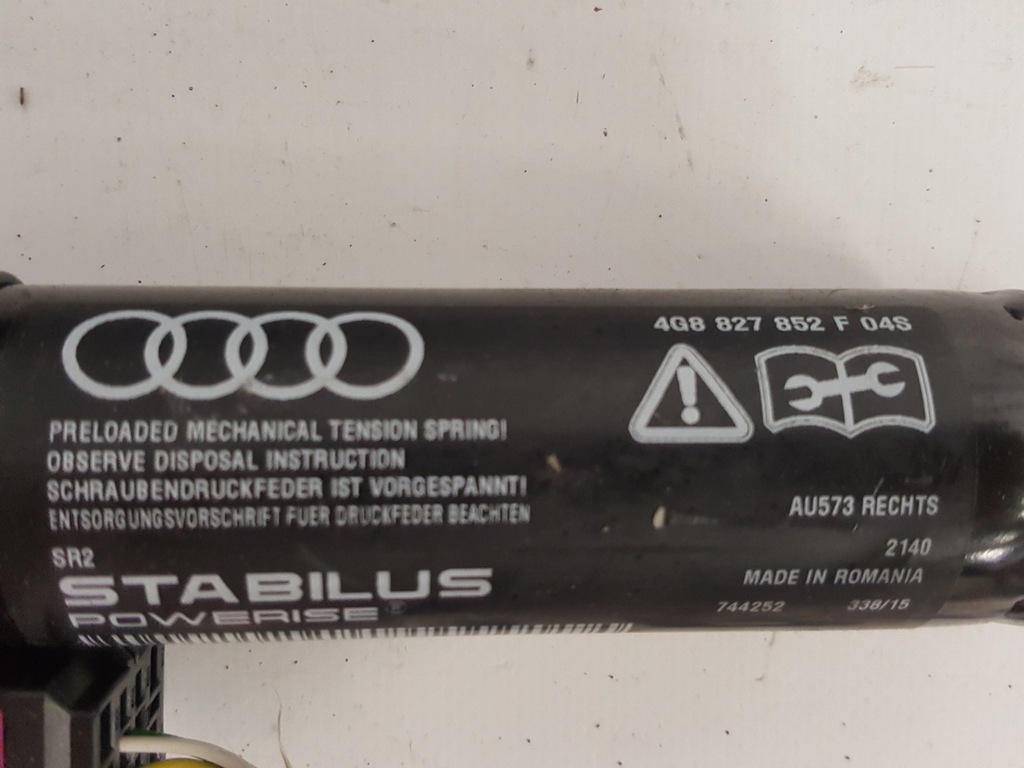 4G8 827 852 F 04S
PRELOADED MECHANICAL TENSION SPRING!
OBSERVE DISPOSAL INSTRUCTION
SCHRAUBENDRUCKFEDER IST VORGESPANNT!
ENTSORGUNGSVORSCHRIFT FUER DRUCKFEDER BEACHTEN
AU573 RECHTS
SR2
2140
STABILUS
MADE IN ROMANIA
POWERISE®
744252 338/15